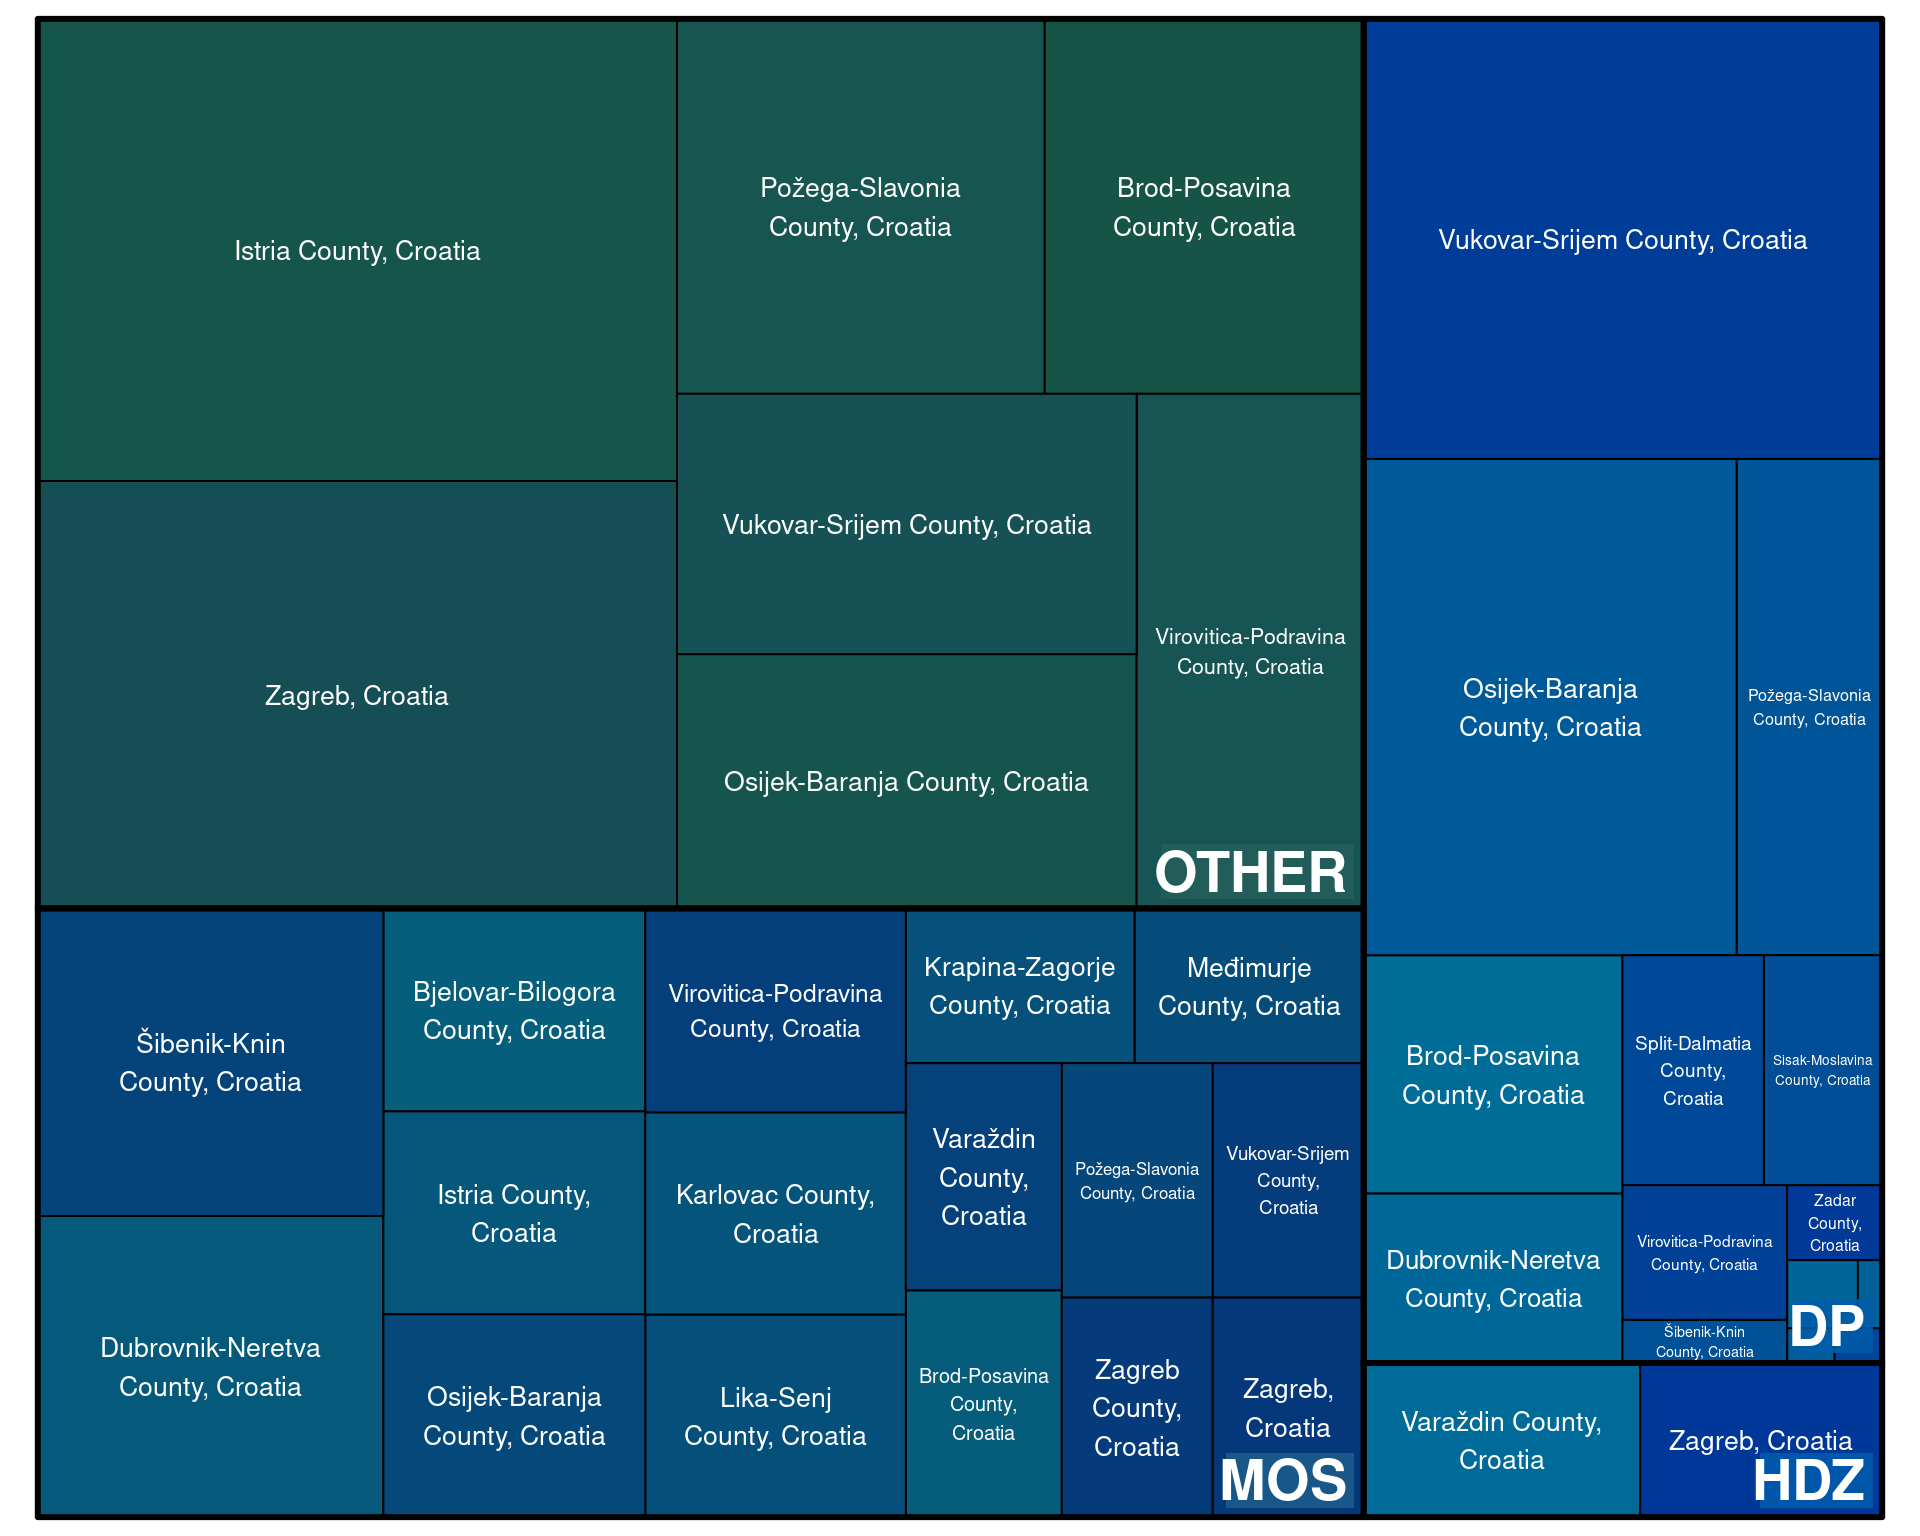 Istria County, Croatia
Zagreb, Croatia
Požega-Slavonia
County, Croatia
Brod-Posavina
County, Croatia
Vukovar-Srijem County, Croatia
Osijek-Baranja County, Croatia
Virovitica-Podravina
County, Croatia
OTHER
Šibenik-Knin
County, Croatia
Dubrovnik-Neretva
County, Croatia
Bjelovar-Bilogora
County, Croatia
Istria County,
Croatia
Osijek-Baranja
County, Croatia
Virovitica-Podravina
County, Croatia
Karlovac County,
Croatia
Lika-Senj
County, Croatia
Krapina-Zagorje
County, Croatia
Međimurje
County, Croatia
Varaždin
County,
Croatia
Brod-Posavina
County,
Croatia
Požega-Slavonia
County, Croatia
Vukovar-Srijem
County,
Croatia
Zagreb
County,
Croatia
Zagreb,
Croatia
MOS
Vukovar-Srijem County, Croatia
Osijek-Baranja
County, Croatia
Požega-Slavonia
County, Croatia
Brod-Posavina
County, Croatia
Dubrovnik-Neretva
County, Croatia
Split-Dalmatia
County,
Croatia
Sisak-Moslavina
County, Croatia
Virovitica-Podravina
County, Croatia
Zadar
County,
Croatia
Šibenik-Knin
County, Croatia
DP
Varaždin County,
Croatia
Zagreb, Croatia
HDZ